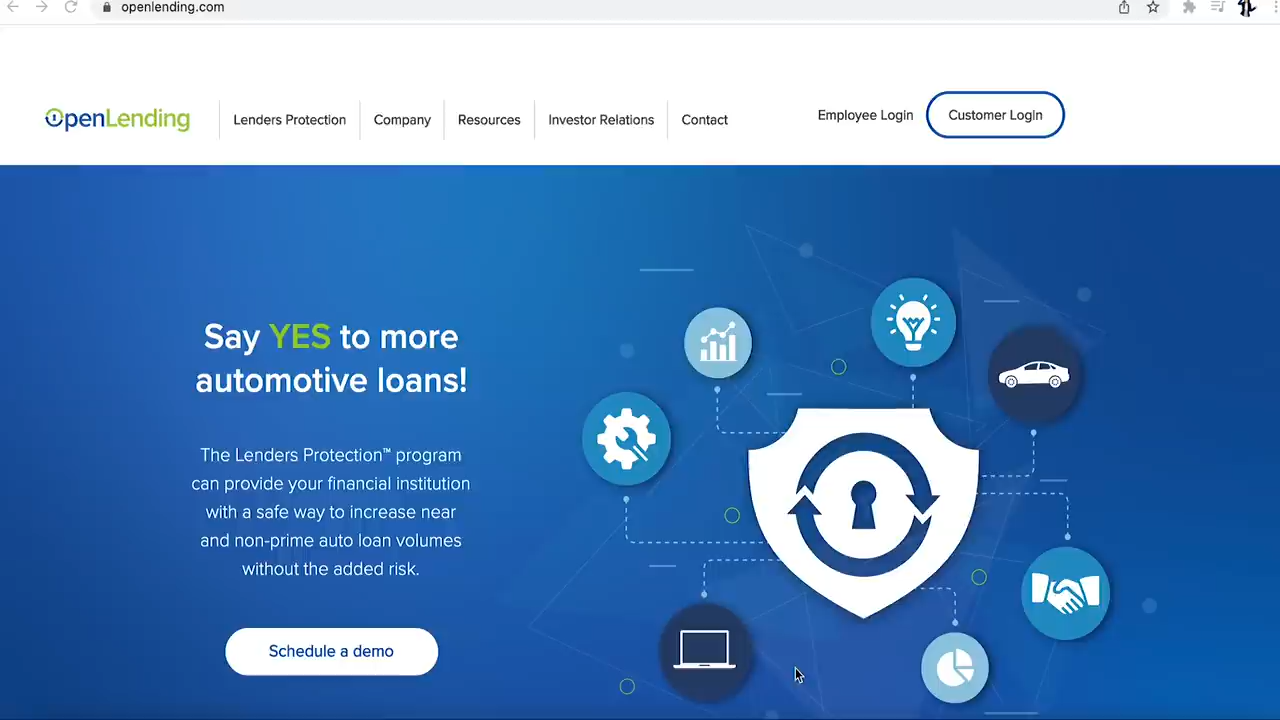 openlending.com
OpenLending
Lenders Protection
Company
Resources
Investor Relations
Contact
Employee Login
Customer Login
Say YES to more
automotive loans!
The Lenders Protection™ program
can provide your financial institution
with a safe way to increase near
and non-prime auto loan volumes
without the added risk.
Schedule a demo